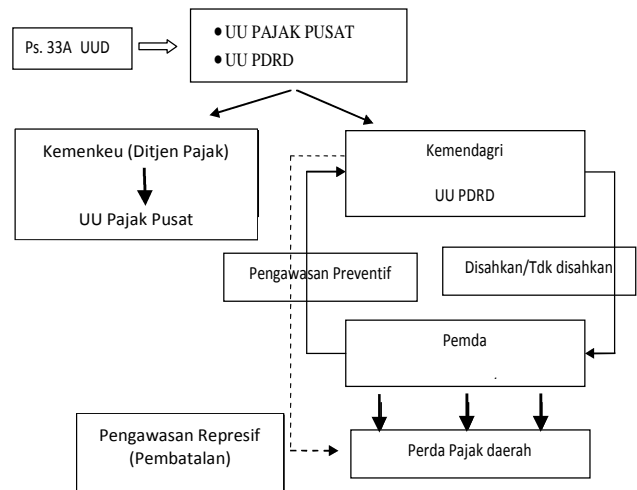 Ps. 33A UUD
• UU PAJAK PUSAT
• UU PDRD
Kemenkeu (Ditjen Pajak)
UU Pajak Pusat
Kemendagri
UU PDRD
Pengawasan Preventif
Disahkan/Tdk disahkan
Pemda
.
Pengawasan Represif
(Pembatalan)
Perda Pajak daerah